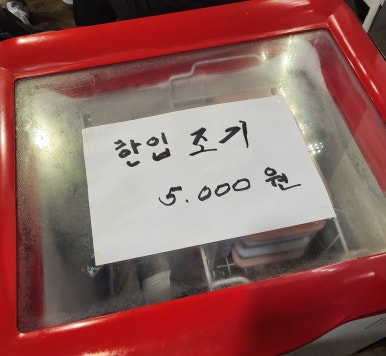 한입 조기
5.000 원